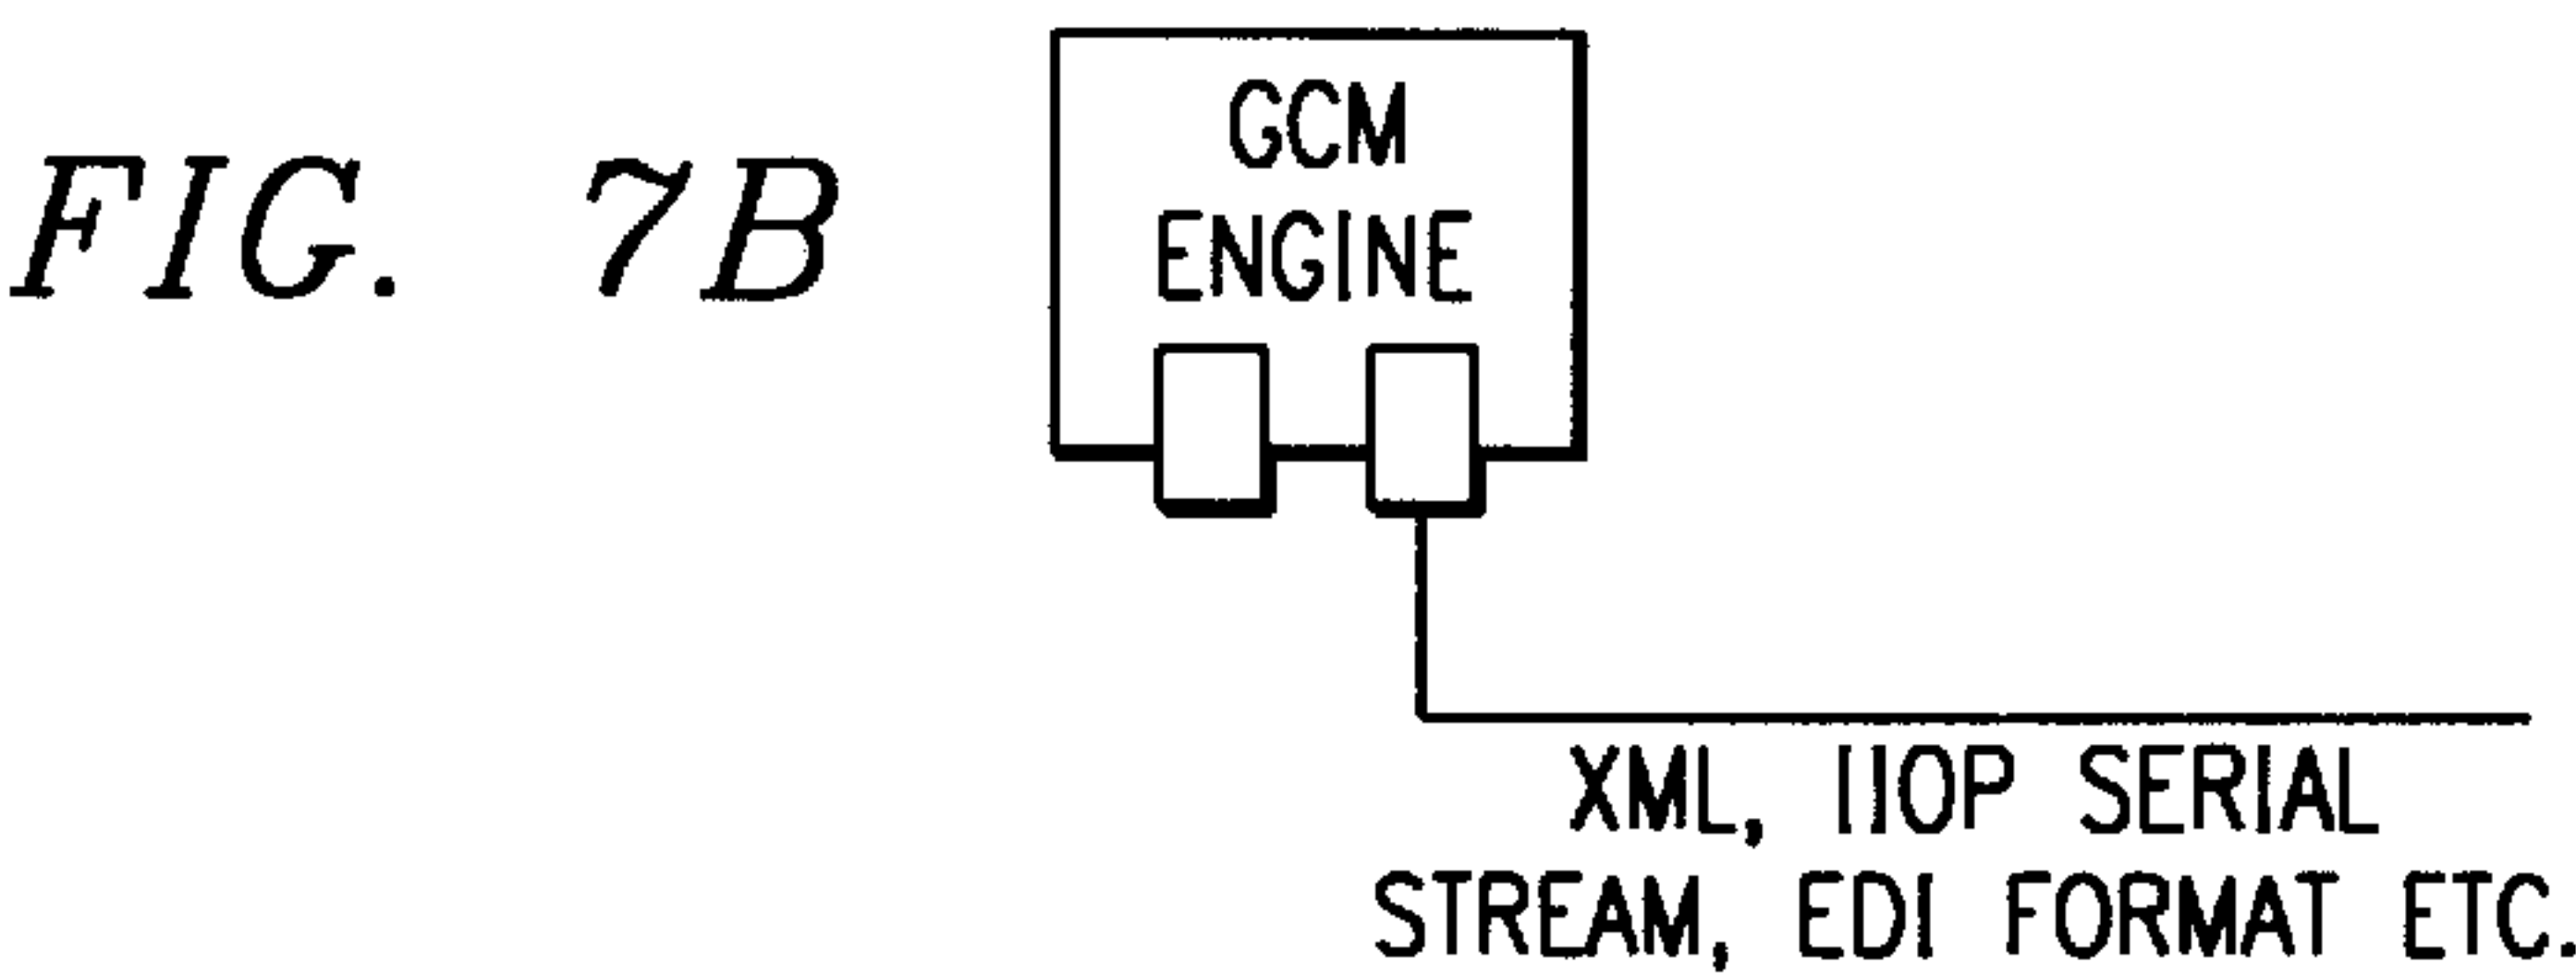 FIG. 7B
GCM
ENGINE
XML, IIOP SERIAL
STREAM, EDI FORMAT ETC.